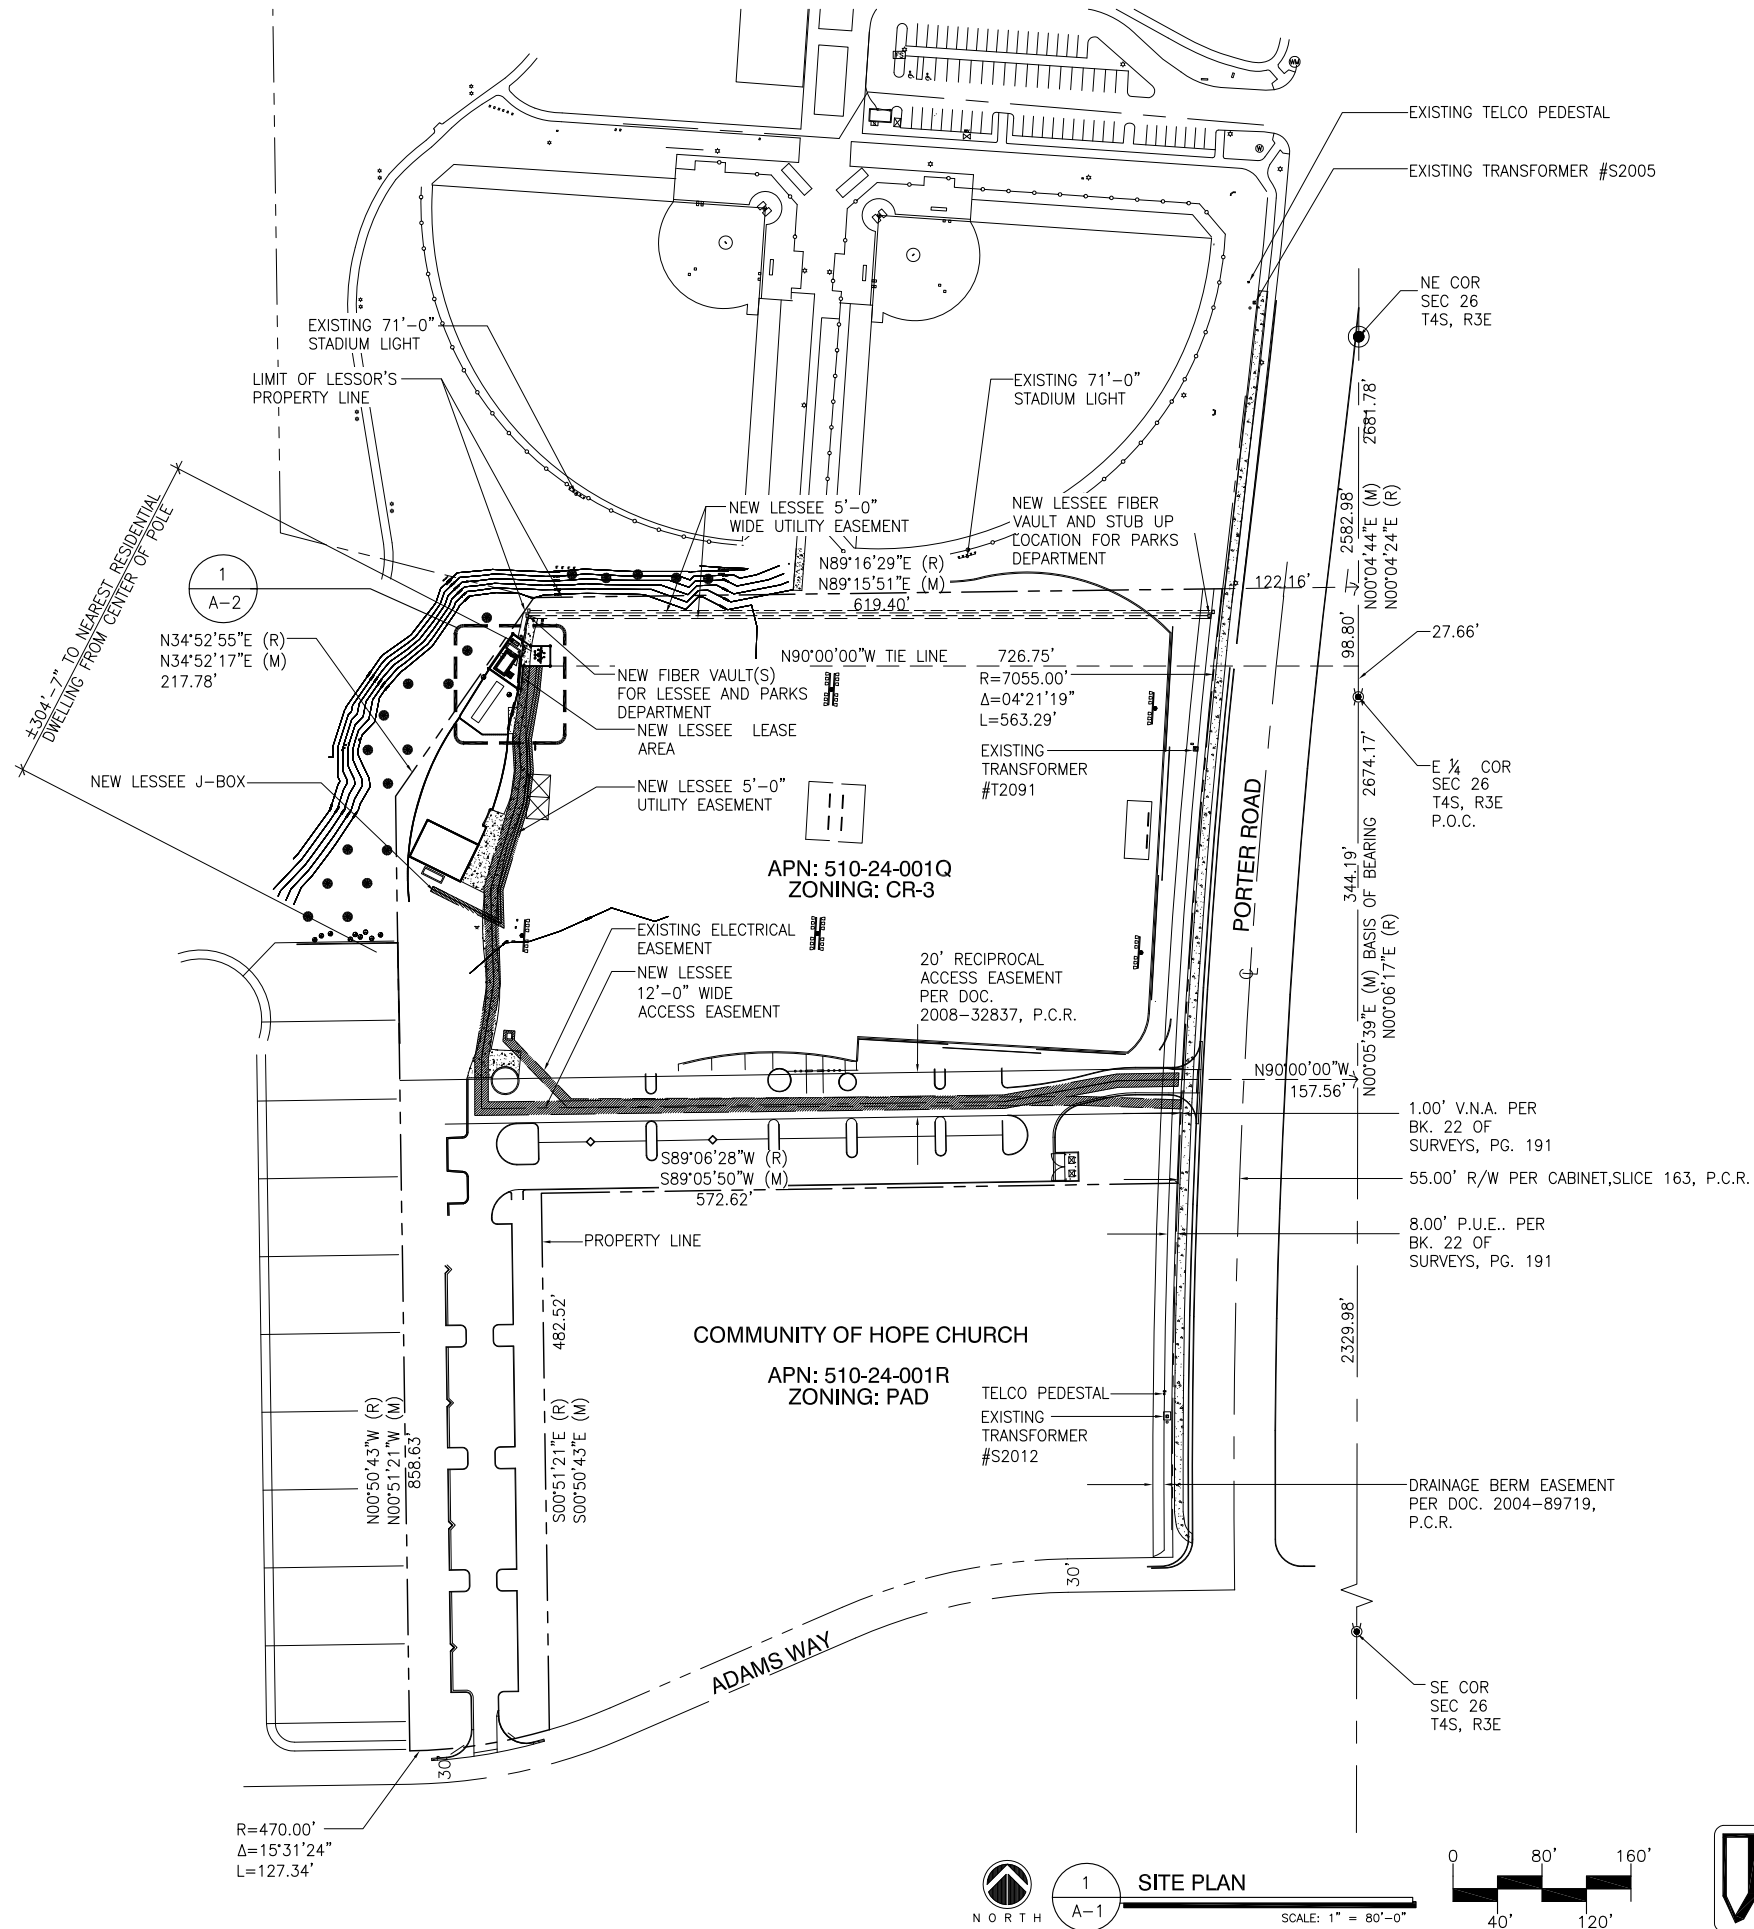 EXISTING TELCO PEDESTAL
EXISTING TRANSFORMER #S2005
NE COR
SEC 26
T4S, R3E
EXISTING 71'-0"
STADIUM LIGHT
LIMIT OF LESSOR'S
PROPERTY LINE
EXISTING 71'-0"
STADIUM LIGHT
2681.78'
±304'-7" TO NEAREST RESIDENTIAL
DWELLING FROM CENTER OF POLE
NEW LESSEE 5'-0"
WIDE UTILITY EASEMENT
NEW LESSEE FIBER
VAULT AND STUB UP
LOCATION FOR PARKS
DEPARTMENT
2582.98'
N00°04'44"E (M)
N00°04'24"E (R)
1
A-2
N89°16'29"E (R)
N89°15'51"E (M)
619.40'
122.16'
N34°52'55"E (R)
N34°52'17"E (M)
217.78'
98.80'
27.66'
N90°00'00"W TIE LINE 726.75'
R=7055.00'
Δ=04°21'19"
L=563.29'
NEW FIBER VAULT(S)
FOR LESSEE AND PARKS
DEPARTMENT
NEW LESSEE LEASE
AREA
EXISTING
TRANSFORMER
#T2091
E ¼ COR
SEC 26
T4S, R3E
P.O.C.
NEW LESSEE J-BOX
NEW LESSEE 5'-0"
UTILITY EASEMENT
PORTER ROAD
APN: 510-24-001Q
ZONING: CR-3
344.19'
N00°05'39"E (M) BASIS OF BEARING 2674.17'
N00°06'17"E (R)
EXISTING ELECTRICAL
EASEMENT
NEW LESSEE
12'-0" WIDE
ACCESS EASEMENT
20' RECIPROCAL
ACCESS EASEMENT
PER DOC.
2008-32837, P.C.R.
N90°00'00"W
157.56'
1.00' V.N.A. PER
BK. 22 OF
SURVEYS, PG. 191
S89°06'28"W (R)
S89°05'50"W (M)
572.62'
55.00' R/W PER CABINET,SLICE 163, P.C.R.
8.00' P.U.E.. PER
BK. 22 OF
SURVEYS, PG. 191
PROPERTY LINE
482.52'
2329.98'
COMMUNITY OF HOPE CHURCH
APN: 510-24-001R
ZONING: PAD
TELCO PEDESTAL
EXISTING
TRANSFORMER
#S2012
N00°50'43"W (R)
N00°51'21"W (M)
858.63'
S00°51'21"E (R)
S00°50'43"E (M)
DRAINAGE BERM EASEMENT
PER DOC. 2004-89719,
P.C.R.
30'
ADAMS WAY
SE COR
SEC 26
T4S, R3E
30'
R=470.00'
Δ=15°31'24"
L=127.34'
NORTH
1
A-1
SITE PLAN
SCALE: 1" = 80'-0"
0 80' 160'
40' 120'